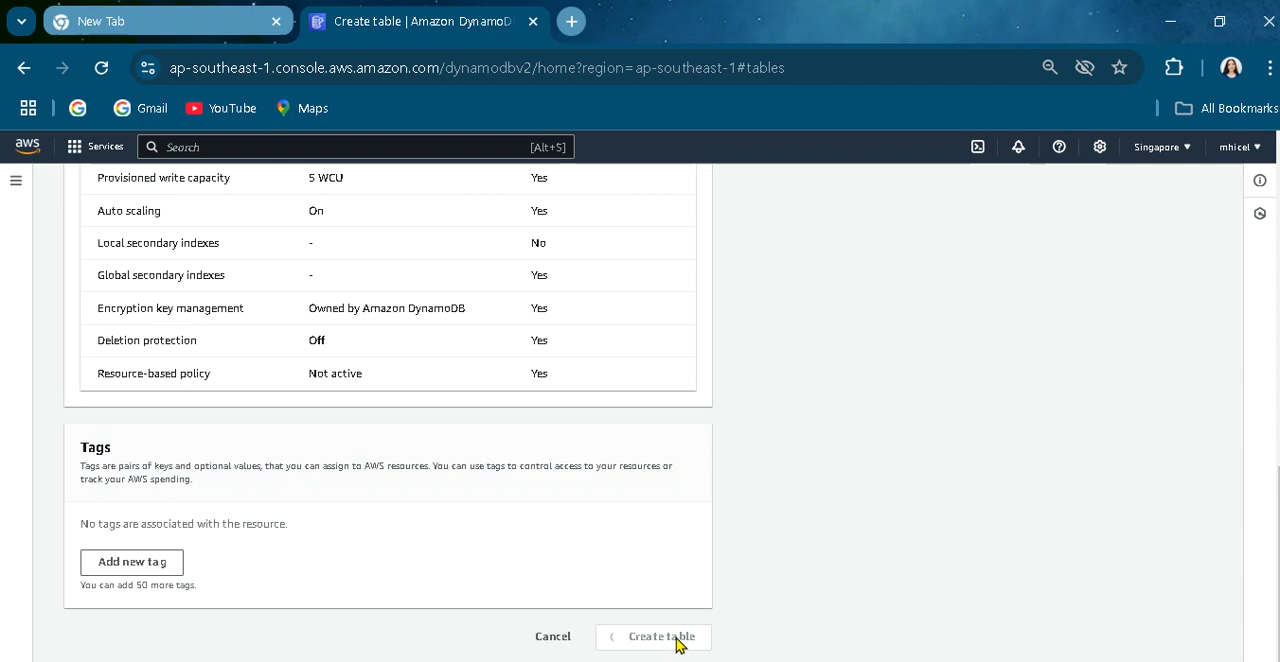 New Tab
Create table | Amazon DynamoD
ap-southeast-1.console.aws.amazon.com/dynamodbv2/home?region=ap-southeast-1#tables
Gmail YouTube Maps All Bookmarks
aws Services Search [Alt+S] Singapore mhicel
Provisioned write capacity 5 WCU Yes
Auto scaling On Yes
Local secondary indexes - No
Global secondary indexes - Yes
Encryption key management Owned by Amazon DynamoDB Yes
Deletion protection Off Yes
Resource-based policy Not active Yes
Tags
Tags are pairs of keys and optional values, that you can assign to AWS resources. You can use tags to control access to your resources or
track your AWS spending.
No tags are associated with the resource.
Add new tag
You can add 50 more tags.
Cancel Create table